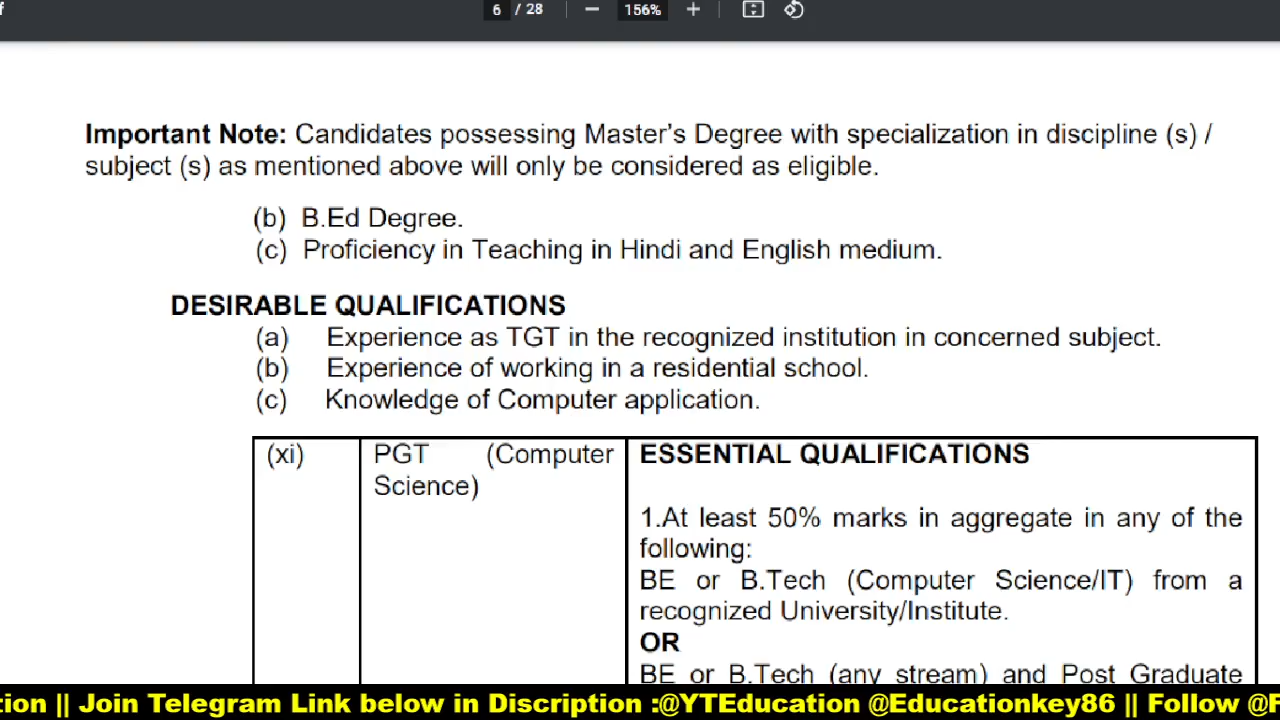 6 / 28
156%
Important Note: Candidates possessing Master's Degree with specialization in discipline (s) /
subject (s) as mentioned above will only be considered as eligible.
(b) B.Ed Degree.
(c) Proficiency in Teaching in Hindi and English medium.
DESIRABLE QUALIFICATIONS
(a) Experience as TGT in the recognized institution in concerned subject.
(b) Experience of working in a residential school.
(c) Knowledge of Computer application.
(xi) PGT (Computer
Science)
ESSENTIAL QUALIFICATIONS
1.At least 50% marks in aggregate in any of the
following:
BE or B.Tech (Computer Science/IT) from a
recognized University/Institute.
OR
BE or B.Tech (any stream) and Post Graduate
tion || Join Telegram Link below in Discription :@YTEducation @Educationkey86 || Follow